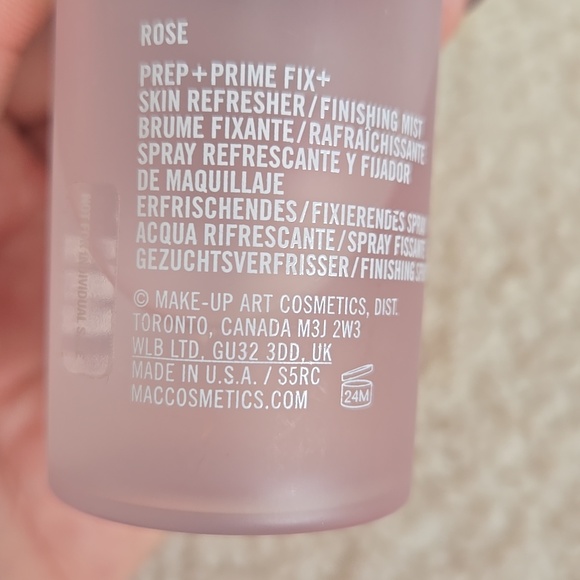 ROSE
PREP+PRIME FIX+
SKIN REFRESHER/FINISHING MIST
BRUME FIXANTE/RAFRAÎCHISSANTE
SPRAY REFRESCANTE Y FIJADOR
DE MAQUILLAJE
ERFRISCHENDES/FIXIERENDES SPRAY
ACQUA RIFRESCANTE/SPRAY FISSANTE
GEZUCHTSVERFRISSER/FINISHING
© MAKE-UP ART COSMETICS, DIST.
TORONTO, CANADA M3J 2W3
WLB LTD, GU32 3DD, UK
MADE IN U.S.A. / S5RC
MACCOSMETICS.COM
24M